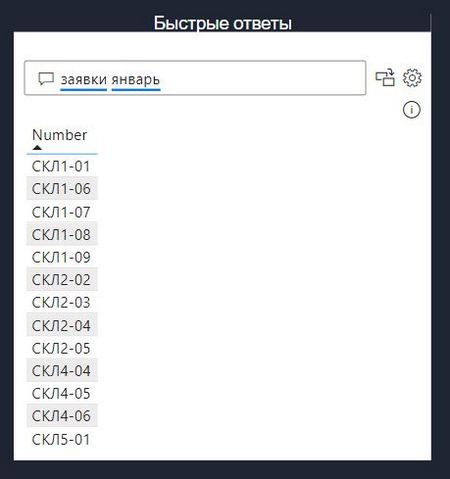 Быстрые ответы
заявки январь
Number
СКЛ1-01
СКЛ1-06
СКЛ1-07
СКЛ1-08
СКЛ1-09
СКЛ2-02
СКЛ2-03
СКЛ2-04
СКЛ2-05
СКЛ4-04
СКЛ4-05
СКЛ4-06
СКЛ5-01